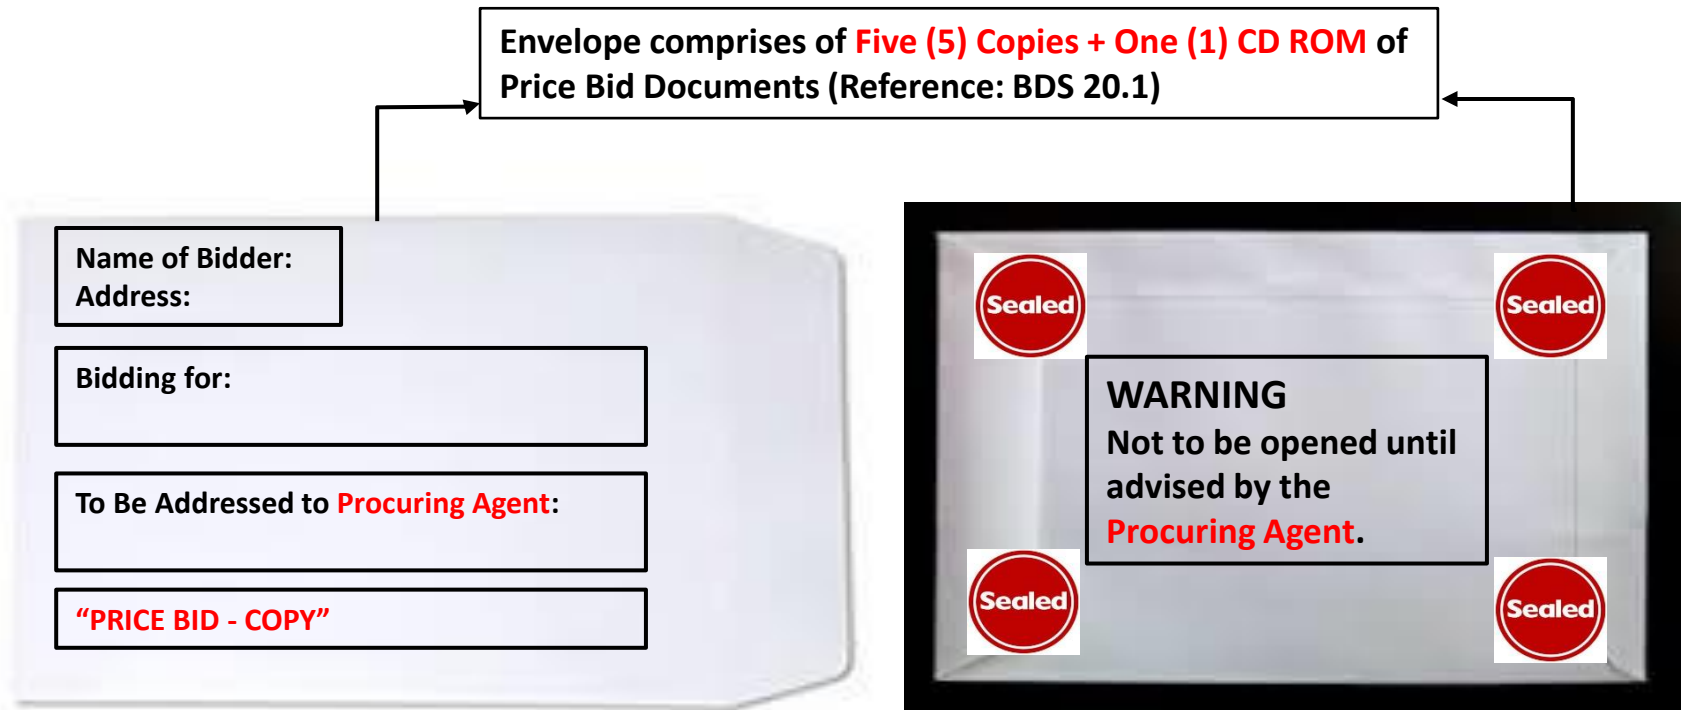 Envelope comprises of Five (5) Copies + One (1) CD ROM of
Price Bid Documents (Reference: BDS 20.1)
Name of Bidder:
Address:
Bidding for:
To Be Addressed to Procuring Agent:
“PRICE BID - COPY”
Sealed
Sealed
WARNING
Not to be opened until
advised by the
Procuring Agent.
Sealed
Sealed